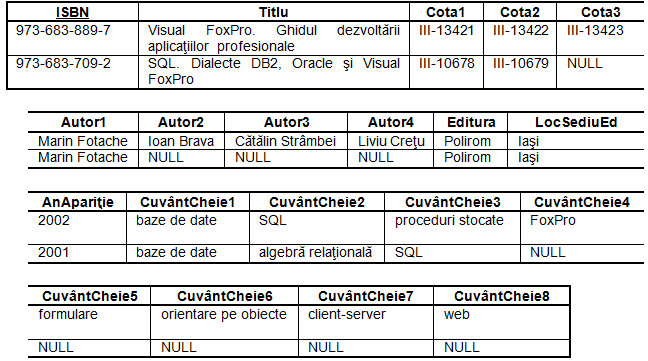 ISBN Titlu Cota1 Cota2 Cota3
973-683-889-7 Visual FoxPro. Ghidul dezvoltării III-13421 III-13422 III-13423
aplicaţiilor profesionale
973-683-709-2 SQL. Dialecte DB2, Oracle şi Visual III-10678 III-10679 NULL
FoxPro
Autor1 Autor2 Autor3 Autor4 Editura LocSediuEd
Marin Fotache Ioan Brava Cătălin Strâmbei Liviu Creţu Polirom Iaşi
Marin Fotache NULL NULL NULL Polirom Iaşi
AnApariţie CuvântCheie1 CuvântCheie2 CuvântCheie3 CuvântCheie4
2002 baze de date SQL proceduri stocate FoxPro
2001 baze de date algebră relaţională SQL NULL
CuvântCheie5 CuvântCheie6 CuvântCheie7 CuvântCheie8
formulare orientare pe obiecte client-server web
NULL NULL NULL NULL